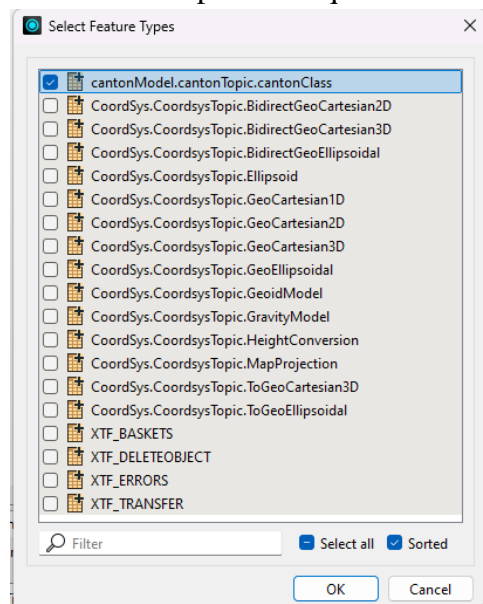 Select Feature Types
cantonModel.cantonTopic.cantonClass
CoordSys.CoordsysTopic.BidirectGeoCartesian2D
CoordSys.CoordsysTopic.BidirectGeoCartesian3D
CoordSys.CoordsysTopic.BidirectGeoEllipsoidal
CoordSys.CoordsysTopic.Ellipsoid
CoordSys.CoordsysTopic.GeoCartesian1D
CoordSys.CoordsysTopic.GeoCartesian2D
CoordSys.CoordsysTopic.GeoCartesian3D
CoordSys.CoordsysTopic.GeoEllipsoidal
CoordSys.CoordsysTopic.GeoidModel
CoordSys.CoordsysTopic.GravityModel
CoordSys.CoordsysTopic.HeightConversion
CoordSys.CoordsysTopic.MapProjection
CoordSys.CoordsysTopic.ToGeoCartesian3D
CoordSys.CoordsysTopic.ToGeoEllipsoidal
XTF_BASKETS
XTF_DELETEOBJECT
XTF_ERRORS
XTF_TRANSFER
Filter Select all Sorted
OK Cancel